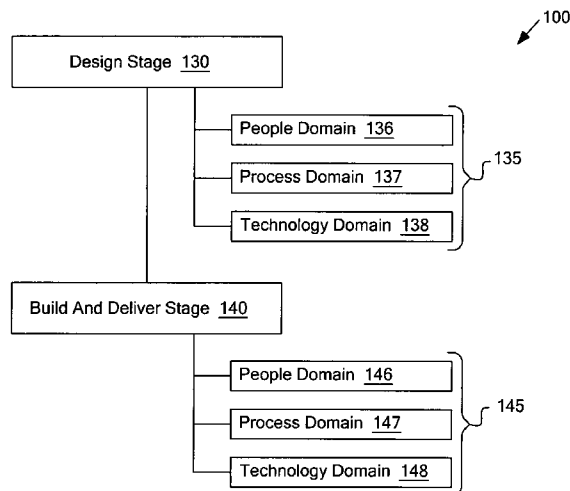 100
Design Stage 130
People Domain 136
Process Domain 137
135
Technology Domain 138
Build And Deliver Stage 140
People Domain 146
Process Domain 147
145
Technology Domain 148